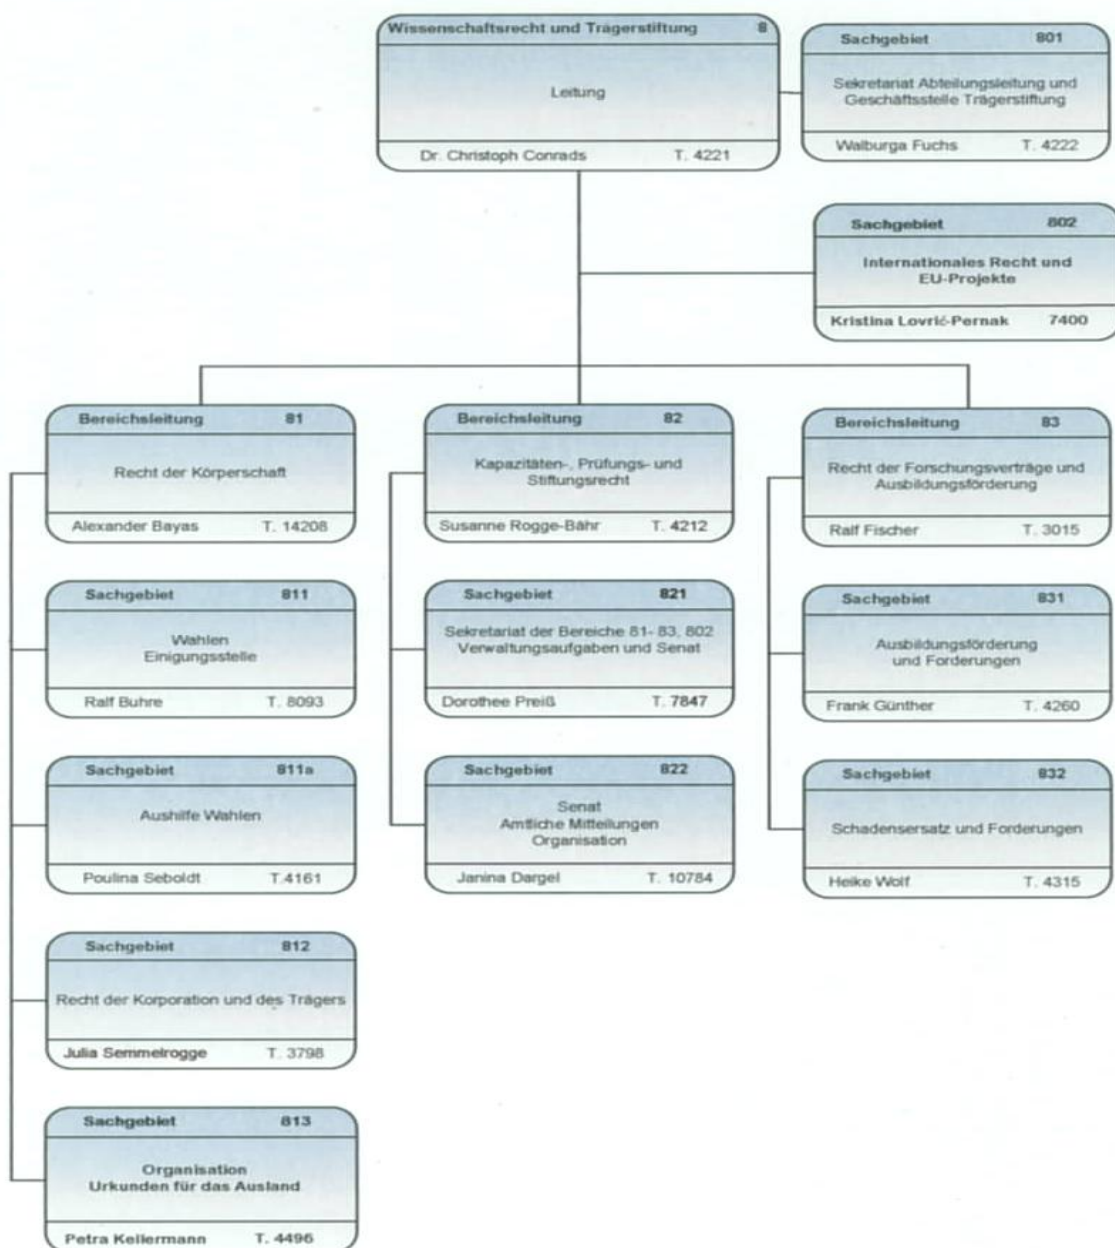 Wissenschaftsrecht und Trägerstiftung 8
Leitung
Dr. Christoph Conrads T. 4221
Sachgebiet 801
Sekretariat Abteilungsleitung und
Geschäftsstelle Trägerstiftung
Walburga Fuchs T. 4222
Sachgebiet 802
Internationales Recht und
EU-Projekte
Kristina Lovrić-Pernak 7400
Bereichsleitung 81
Recht der Körperschaft
Alexander Bayas T. 14208
Sachgebiet 811
Wahlen
Einigungsstelle
Ralf Buhre T. 8093
Sachgebiet 811a
Aushilfe Wahlen
Poulina Seboldt T.4161
Sachgebiet 812
Recht der Korporation und des Trägers
Julia Semmelrogge T. 3798
Sachgebiet 813
Organisation
Urkunden für das Ausland
Petra Kellermann T. 4496
Bereichsleitung 82
Kapazitäten-, Prüfungs- und
Stiftungsrecht
Susanne Rogge-Bähr T. 4212
Sachgebiet 821
Sekretariat der Bereiche 81- 83, 802
Verwaltungsaufgaben und Senat
Dorothee Preiß T. 7847
Sachgebiet 822
Senat
Amtliche Mitteilungen
Organisation
Janina Dargel T. 10784
Bereichsleitung 83
Recht der Forschungsverträge und
Ausbildungsförderung
Ralf Fischer T. 3015
Sachgebiet 831
Ausbildungsförderung
und Forderungen
Frank Günther T. 4260
Sachgebiet 832
Schadensersatz und Forderungen
Heike Wolf T. 4315